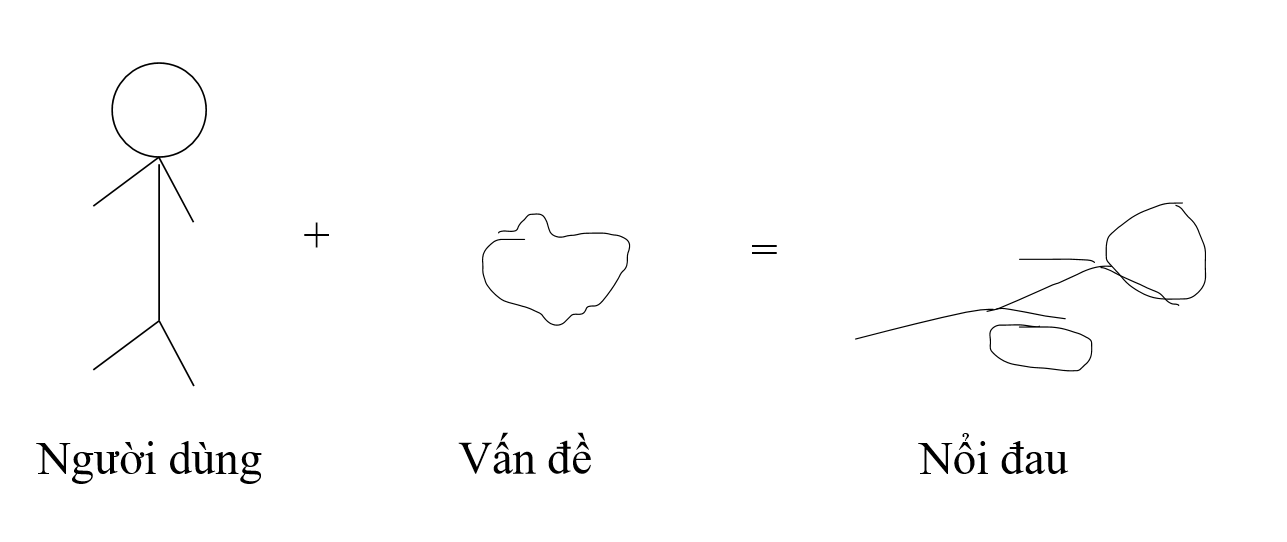 +
=
Người dùng
Vấn đề
Nổi đau